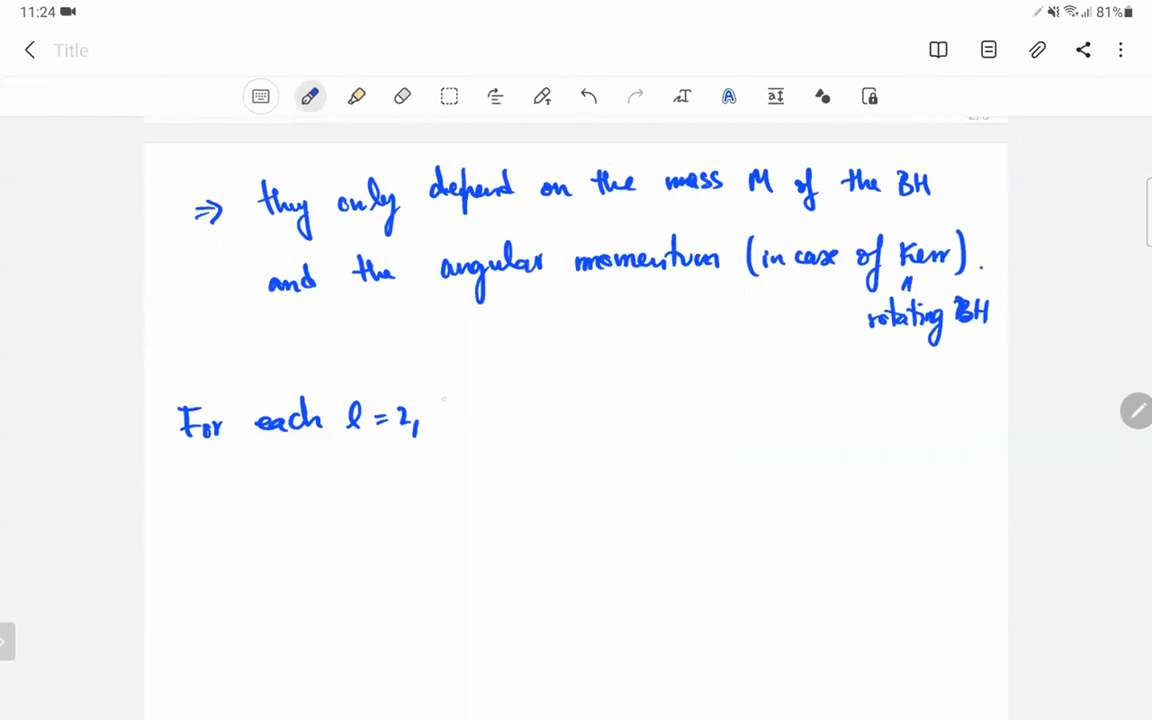 11:24
81%
Title
⇒ they only depend on the mass M of the BH
and the angular momentum (in case of Kerr).
rotating BH
For each l = 2,